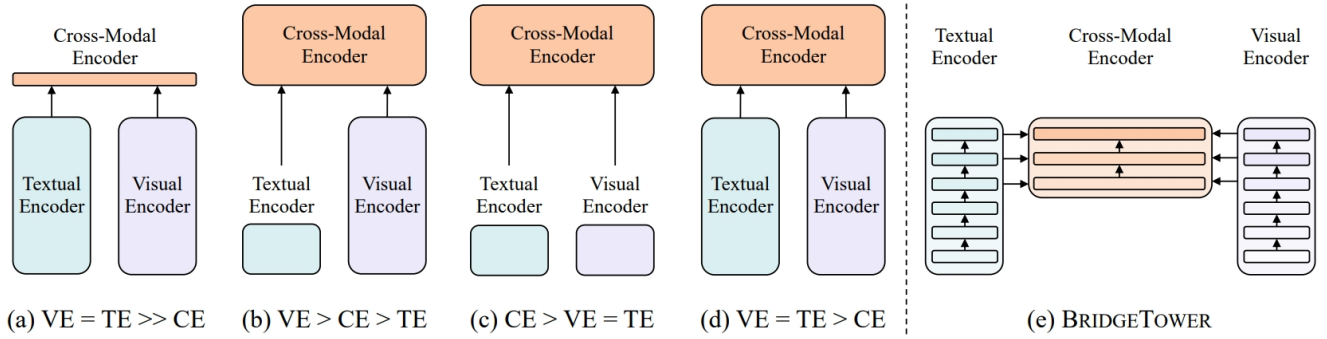 Cross-Modal
Encoder
Textual
Encoder
Visual
Encoder
(a) VE = TE >> CE
Cross-Modal
Encoder
Textual
Encoder
Visual
Encoder
(b) VE > CE > TE
Cross-Modal
Encoder
Textual
Encoder
Visual
Encoder
(c) CE > VE = TE
Cross-Modal
Encoder
Textual
Encoder
Visual
Encoder
(d) VE = TE > CE
Textual
Encoder
Cross-Modal
Encoder
Visual
Encoder
(e) BRIDGETOWER